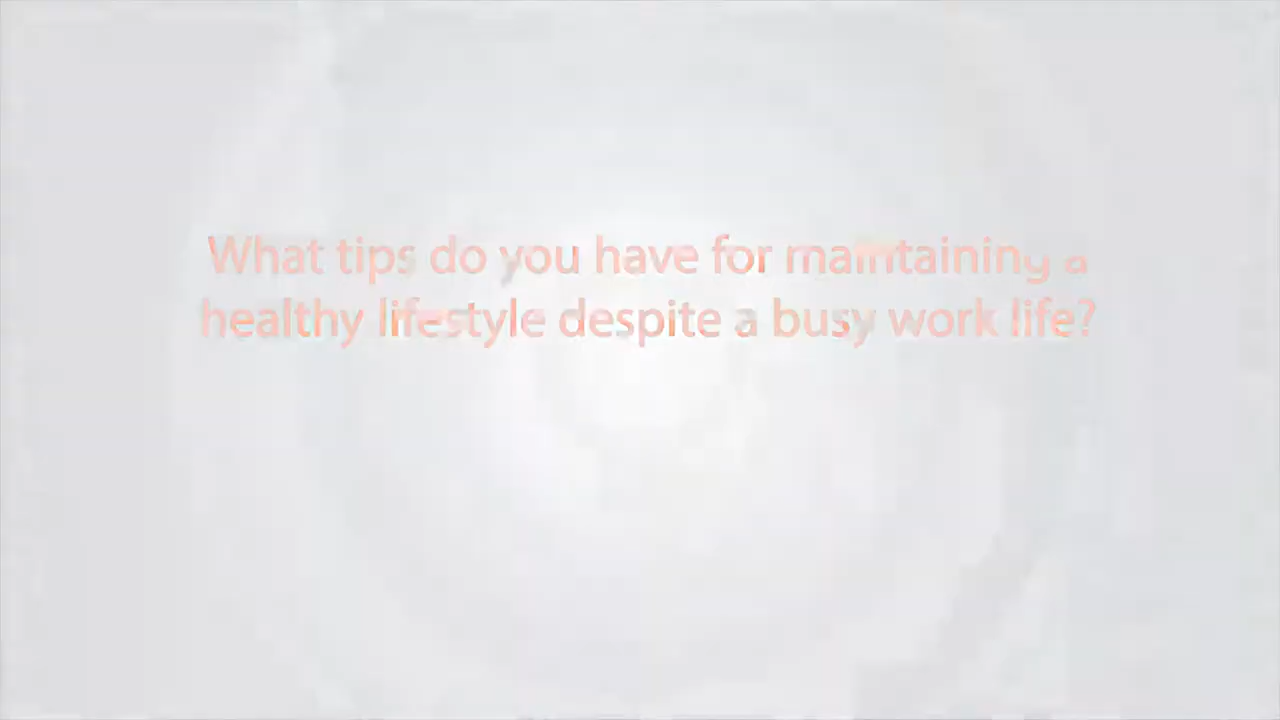 What tips do you have for maintaining a
healthy lifestyle despite a busy work life?